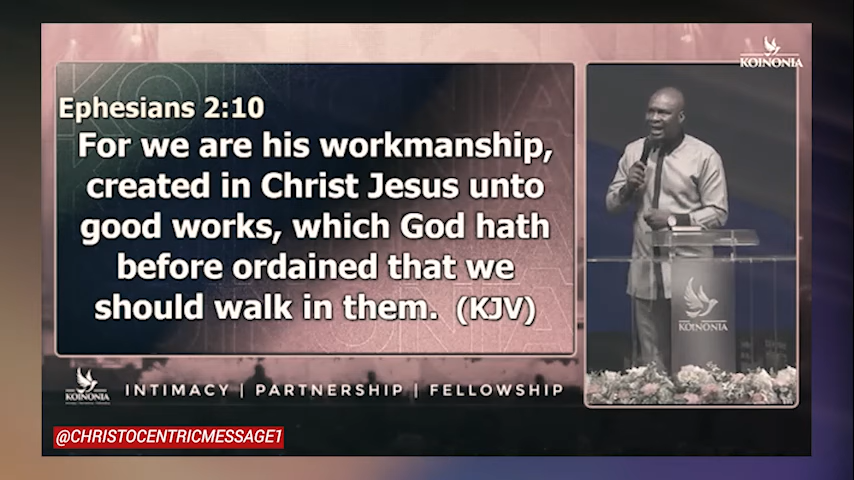 KOINONIA
Ephesians 2:10
For we are his workmanship,
created in Christ Jesus unto
good works, which God hath
before ordained that we
should walk in them. (KJV)
KOINONIA
KOINONIA
INTIMACY | PARTNERSHIP | FELLOWSHIP
@CHRISTOCENTRICMESSAGE1